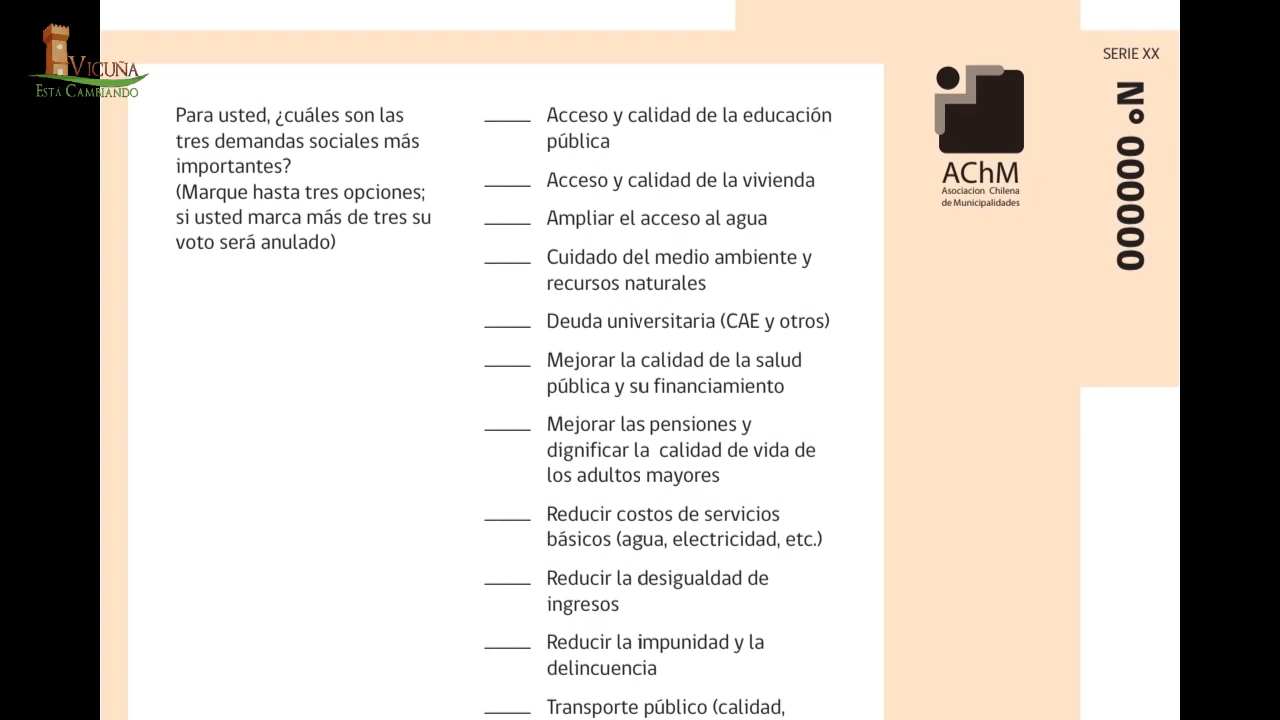 VICUÑA
ESTÁ CAMBIANDO
Para usted, ¿cuáles son las
tres demandas sociales más
importantes?
(Marque hasta tres opciones;
si usted marca más de tres su
voto será anulado)
_____ Acceso y calidad de la educación
pública
_____ Acceso y calidad de la vivienda
_____ Ampliar el acceso al agua
_____ Cuidado del medio ambiente y
recursos naturales
_____ Deuda universitaria (CAE y otros)
_____ Mejorar la calidad de la salud
pública y su financiamiento
_____ Mejorar las pensiones y
dignificar la calidad de vida de
los adultos mayores
_____ Reducir costos de servicios
básicos (agua, electricidad, etc.)
_____ Reducir la desigualdad de
ingresos
_____ Reducir la impunidad y la
delincuencia
_____ Transporte público (calidad,
AChM
Asociacion Chilena
de Municipalidades
SERIE XX
Nº 000000